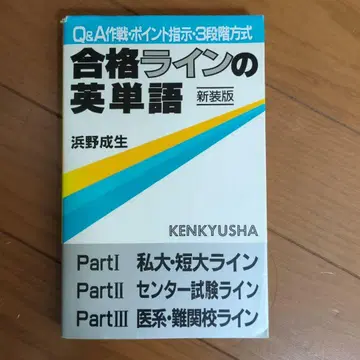 Q&A作戦・ポイント指示・3段階方式
合格ラインの
英単語 新装版
浜野成生
KENKYUSHA
PartⅠ 私大・短大ライン
PartⅡ センター試験ライン
PartⅢ 医系・難関校ライン